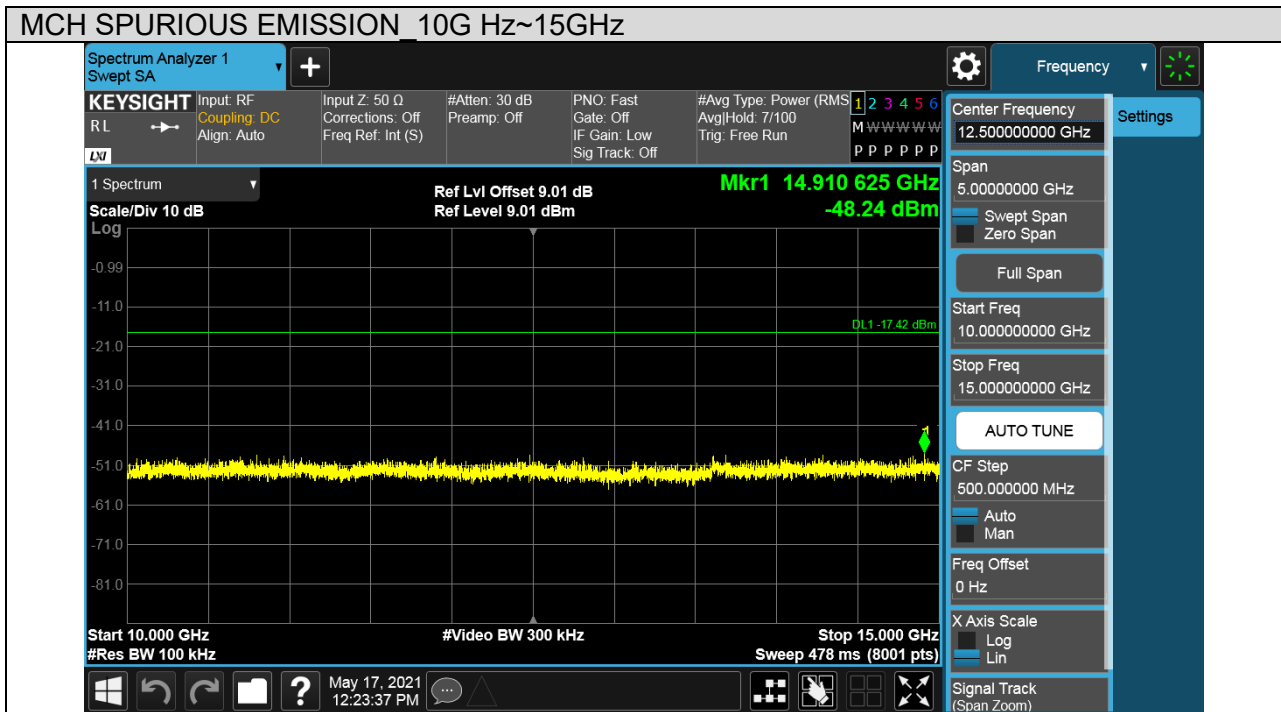 MCH SPURIOUS EMISSION_10G Hz~15GHz
Spectrum Analyzer 1
Swept SA
+
Frequency
KEYSIGHT
RL
LXI
Input: RF
Coupling: DC
Align: Auto
Input Z: 50 Ω
Corrections: Off
Freq Ref: Int (S)
#Atten: 30 dB
Preamp: Off
PNO: Fast
Gate: Off
IF Gain: Low
Sig Track: Off
#Avg Type: Power (RMS
Avg|Hold: 7/100
Trig: Free Run
1 2 3 4 5 6
M W W W W W
P P P P P P
1 Spectrum
Scale/Div 10 dB
Ref Lvl Offset 9.01 dB
Ref Level 9.01 dBm
Mkr1 14.910 625 GHz
-48.24 dBm
Log
-0.99
-11.0
DL1 -17.42 dBm
-21.0
-31.0
-41.0
1
-51.0
-61.0
-71.0
-81.0
Start 10.000 GHz
#Video BW 300 kHz
Stop 15.000 GHz
#Res BW 100 kHz
Sweep 478 ms (8001 pts)
?
May 17, 2021
12:23:37 PM
Center Frequency
12.500000000 GHz
Settings
Span
5.00000000 GHz
Swept Span
Zero Span
Full Span
Start Freq
10.000000000 GHz
Stop Freq
15.000000000 GHz
AUTO TUNE
CF Step
500.000000 MHz
Auto
Man
Freq Offset
0 Hz
X Axis Scale
Log
Lin
Signal Track
(Span Zoom)